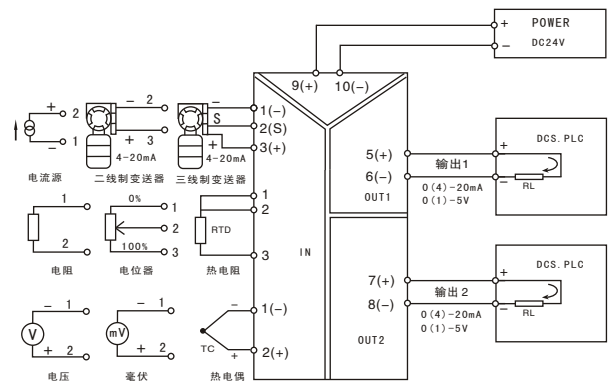 + POWER
− DC24V
9(+) 10(−)
+ 2
− 1
电流源
− 2
+ 3
4-20mA
二线制变送器
−
S
+
4-20mA
三线制变送器
1(−)
2(S)
3(+)
5(+)
6(−)
OUT1
输出1
0(4)-20mA
0(1)-5V
+
−
DCS.PLC
RL
1
2
电阻
0%
1
2
100%
3
电位器
1
2
RTD
3
热电阻
IN
− 1
V
+ 2
电压
− 1
mV
+ 2
毫伏
−
TC
+
热电偶
1(−)
2(+)
7(+)
8(−)
OUT2
输出2
0(4)-20mA
0(1)-5V
+
−
DCS.PLC
RL